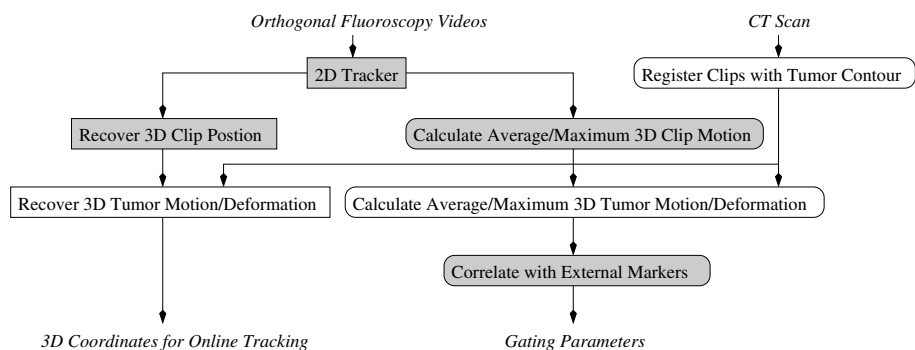 Orthogonal Fluoroscopy Videos
CT Scan
2D Tracker
Register Clips with Tumor Contour
Recover 3D Clip Postion
Calculate Average/Maximum 3D Clip Motion
Recover 3D Tumor Motion/Deformation
Calculate Average/Maximum 3D Tumor Motion/Deformation
Correlate with External Markers
3D Coordinates for Online Tracking
Gating Parameters